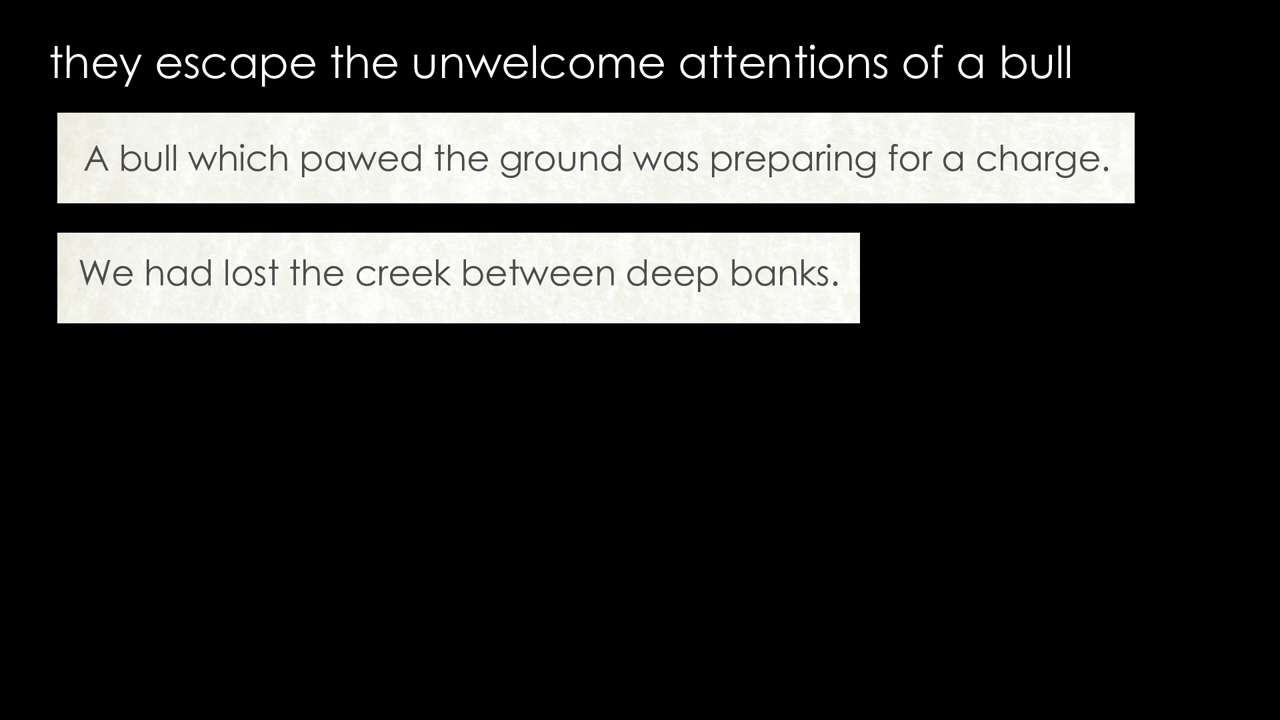 they escape the unwelcome attentions of a bull
A bull which pawed the ground was preparing for a charge.
We had lost the creek between deep banks.